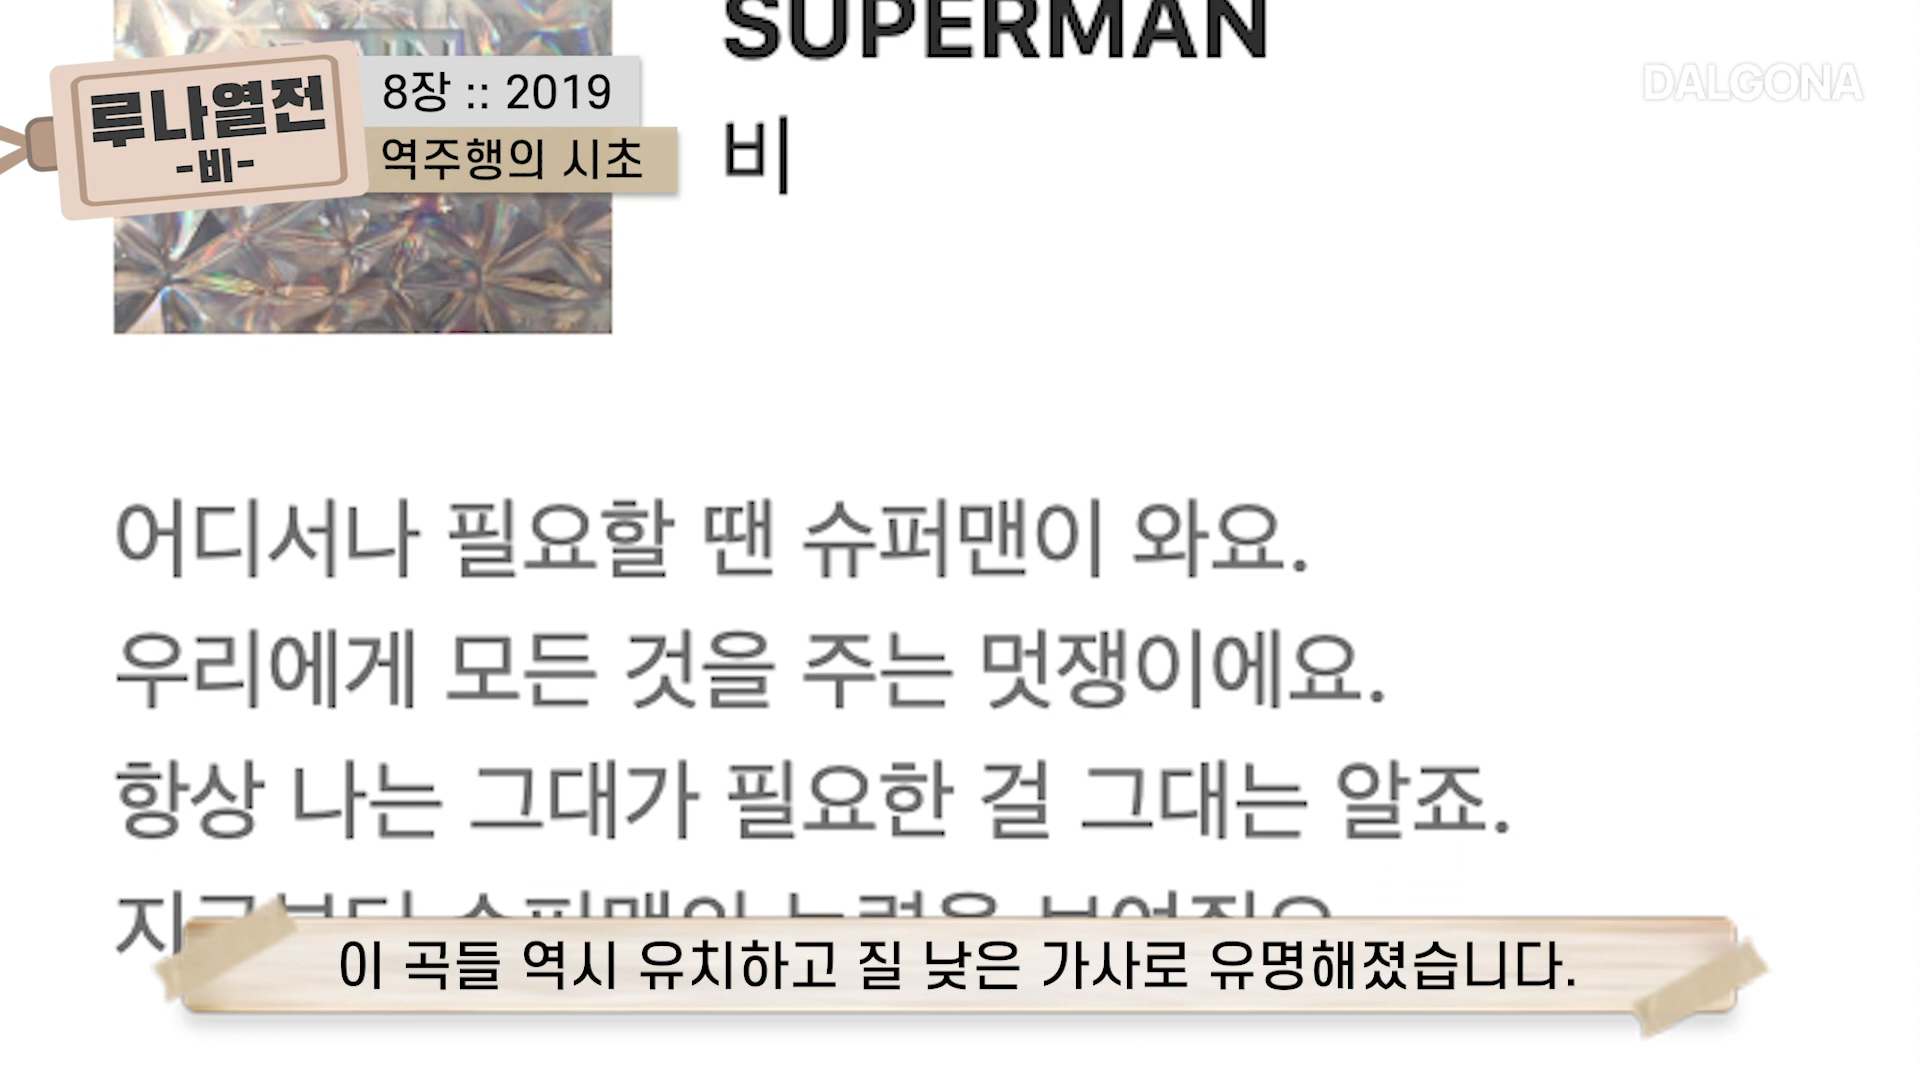 SUPERMAN
비
DALGONA
루나열전
-비-
8장 :: 2019
역주행의 시초
어디서나 필요할 땐 슈퍼맨이 와요.
우리에게 모든 것을 주는 멋쟁이에요.
항상 나는 그대가 필요한 걸 그대는 알죠.
이 곡들 역시 유치하고 질 낮은 가사로 유명해졌습니다.